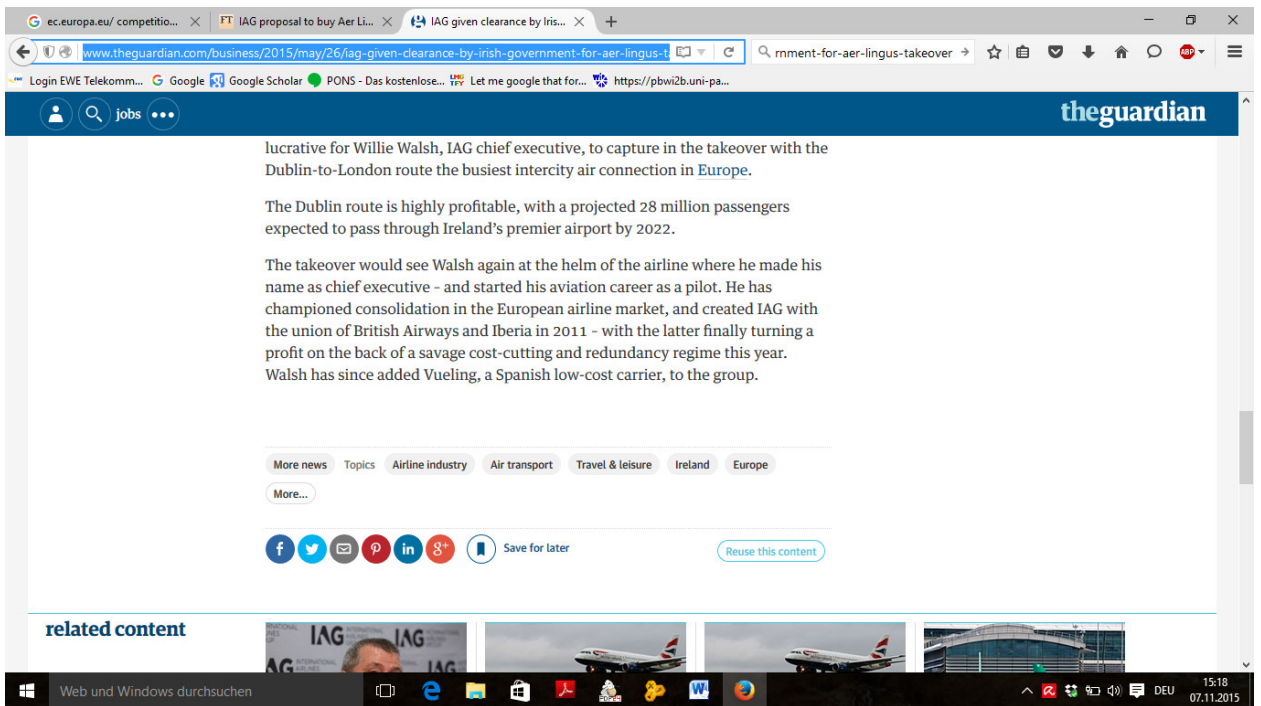 ec.europa.eu/ competitio...
FT IAG proposal to buy Aer Li...
IAG given clearance by Iris...
www.theguardian.com/business/2015/may/26/iag-given-clearance-by-irish-government-for-aer-lingus-t
rnment-for-aer-lingus-takeover
ABP
Login EWE Telekomm... Google Google Scholar PONS - Das kostenlose... LMG TFY Let me google that for... https://pbwi2b.uni-pa...
jobs
theguardian
lucrative for Willie Walsh, IAG chief executive, to capture in the takeover with the
Dublin-to-London route the busiest intercity air connection in Europe.
The Dublin route is highly profitable, with a projected 28 million passengers
expected to pass through Ireland's premier airport by 2022.
The takeover would see Walsh again at the helm of the airline where he made his
name as chief executive – and started his aviation career as a pilot. He has
championed consolidation in the European airline market, and created IAG with
the union of British Airways and Iberia in 2011 – with the latter finally turning a
profit on the back of a savage cost-cutting and redundancy regime this year.
Walsh has since added Vueling, a Spanish low-cost carrier, to the group.
More news Topics Airline industry Air transport Travel & leisure Ireland Europe
More...
Save for later
Reuse this content
related content
IAG IAG
AG IAG
Web und Windows durchsuchen
DEU
15:18
07.11.2015